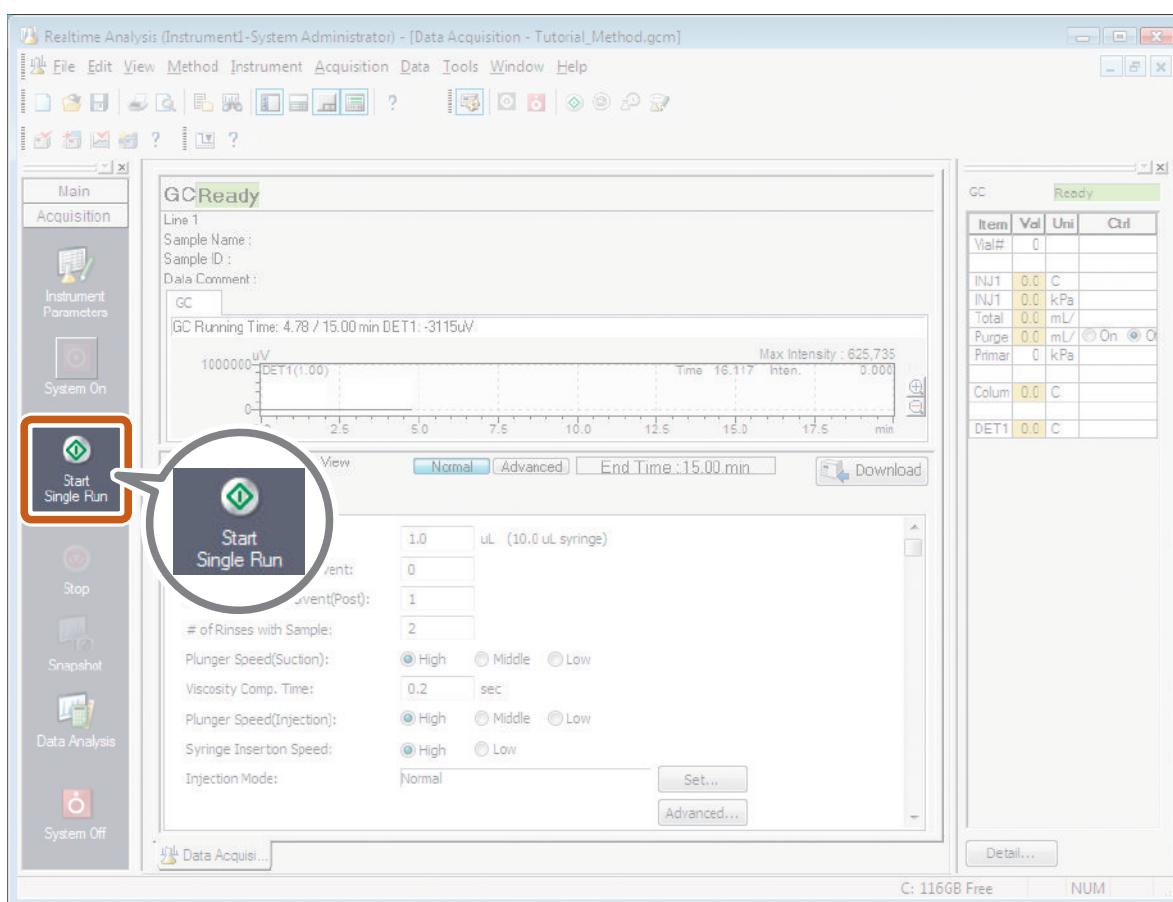 Realtime Analysis (Instrument1-System Administrator) - [Data Acquisition - Tutorial_Method.gcm]
File Edit View Method Instrument Acquisition Data Tools Window Help
Main
Acquisition
Instrument
Parameters
System On
Start
Single Run
Stop
Snapshot
Data Analysis
System Off
GC Ready
Line 1
Sample Name :
Sample ID :
Data Comment :
GC
GC Running Time: 4.78 / 15.00 min DET1: -3115uV
uV
Max Intensity : 625,735
1000000
DET1(1.00)
Time 16.117 Inten. 0.000
0
2.5 5.0 7.5 10.0 12.5 15.0 17.5 min
View
Normal Advanced End Time : 15.00 min Download
Start
Single Run
1.0 uL (10.0 uL syringe)
vent: 0
vent(Post): 1
# of Rinses with Sample: 2
Plunger Speed(Suction): High Middle Low
Viscosity Comp. Time: 0.2 sec
Plunger Speed(Injection): High Middle Low
Syringe Insertion Speed: High Low
Injection Mode: Normal Set...
Advanced...
Data Acquisi...
GC Ready
Item Val Uni Ctrl
Vial# 0
INJ1 0.0 C
INJ1 0.0 kPa
Total 0.0 mL/
Purge 0.0 mL/ On O
Primar 0 kPa
Colum 0.0 C
DET1 0.0 C
Detail...
C: 116GB Free NUM